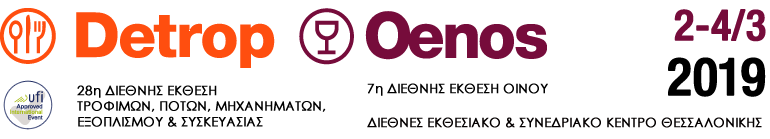 Detrop
Oenos
2-4/3
2019
ufi
Approved
International
Event
28η ΔΙΕΘΝΗΣ ΕΚΘΕΣΗ
ΤΡΟΦΙΜΩΝ, ΠΟΤΩΝ, ΜΗΧΑΝΗΜΑΤΩΝ,
ΕΞΟΠΛΙΣΜΟΥ & ΣΥΣΚΕΥΑΣΙΑΣ
7η ΔΙΕΘΝΗΣ ΕΚΘΕΣΗ ΟΙΝΟΥ
ΔΙΕΘΝΕΣ ΕΚΘΕΣΙΑΚΟ & ΣΥΝΕΔΡΙΑΚΟ ΚΕΝΤΡΟ ΘΕΣΣΑΛΟΝΙΚΗΣ